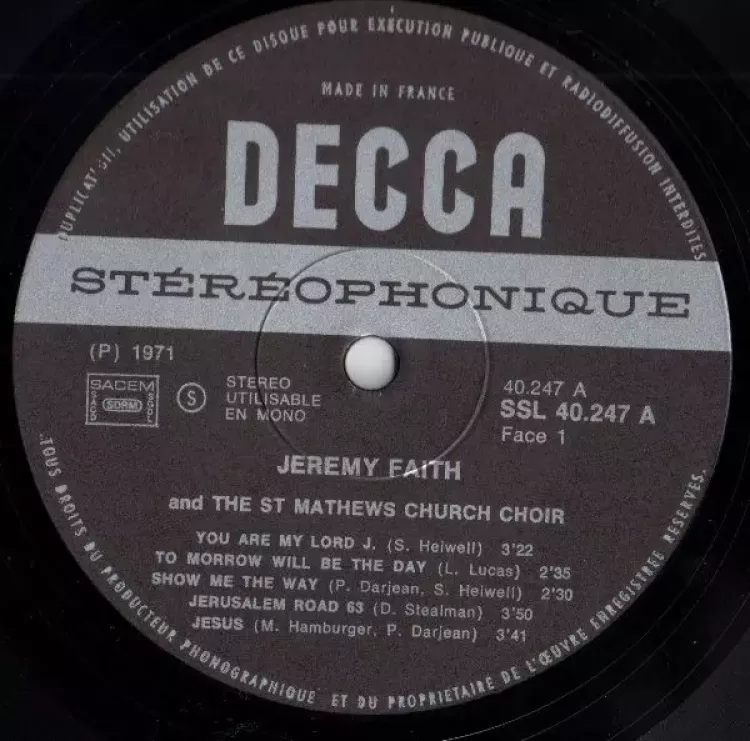 UTILISATION DE CE DISQUE POUR EXÉCUTION PUBLIQUE ET RADIODIFFUSION INTERDITES
MADE IN FRANCE
DECCA
STÉRÉOPHONIQUE
(P) 1971
SACEM
SACD SDRM SGDL
S
STEREO
UTILISABLE
EN MONO
40.247 A
SSL 40.247 A
Face 1
JEREMY FAITH
and THE ST MATHEWS CHURCH CHOIR
YOU ARE MY LORD J. (S. Heiwell) 3'22
TO MORROW WILL BE THE DAY (L. Lucas) 2'35
SHOW ME THE WAY (P. Darjean, S. Heiwell) 2'30
JERUSALEM ROAD 63 (D. Stealman) 3'50
JESUS (M. Hamburger, P. Darjean) 3'41
TOUS DROITS DU PRODUCTEUR PHONOGRAPHIQUE ET DU PROPRIETAIRE DE L'ŒUVRE ENREGISTREE RESERVES.